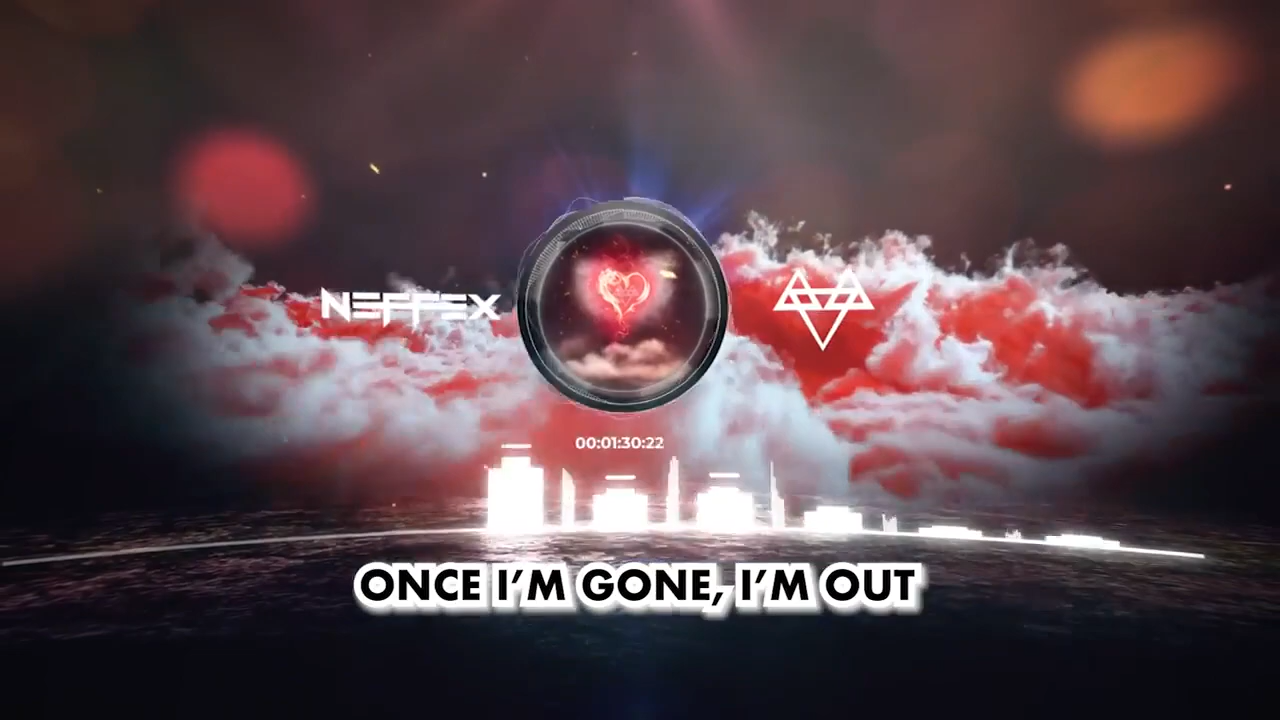 NEFFEX
00:01:30:22
ONCE I’M GONE, I’M OUT